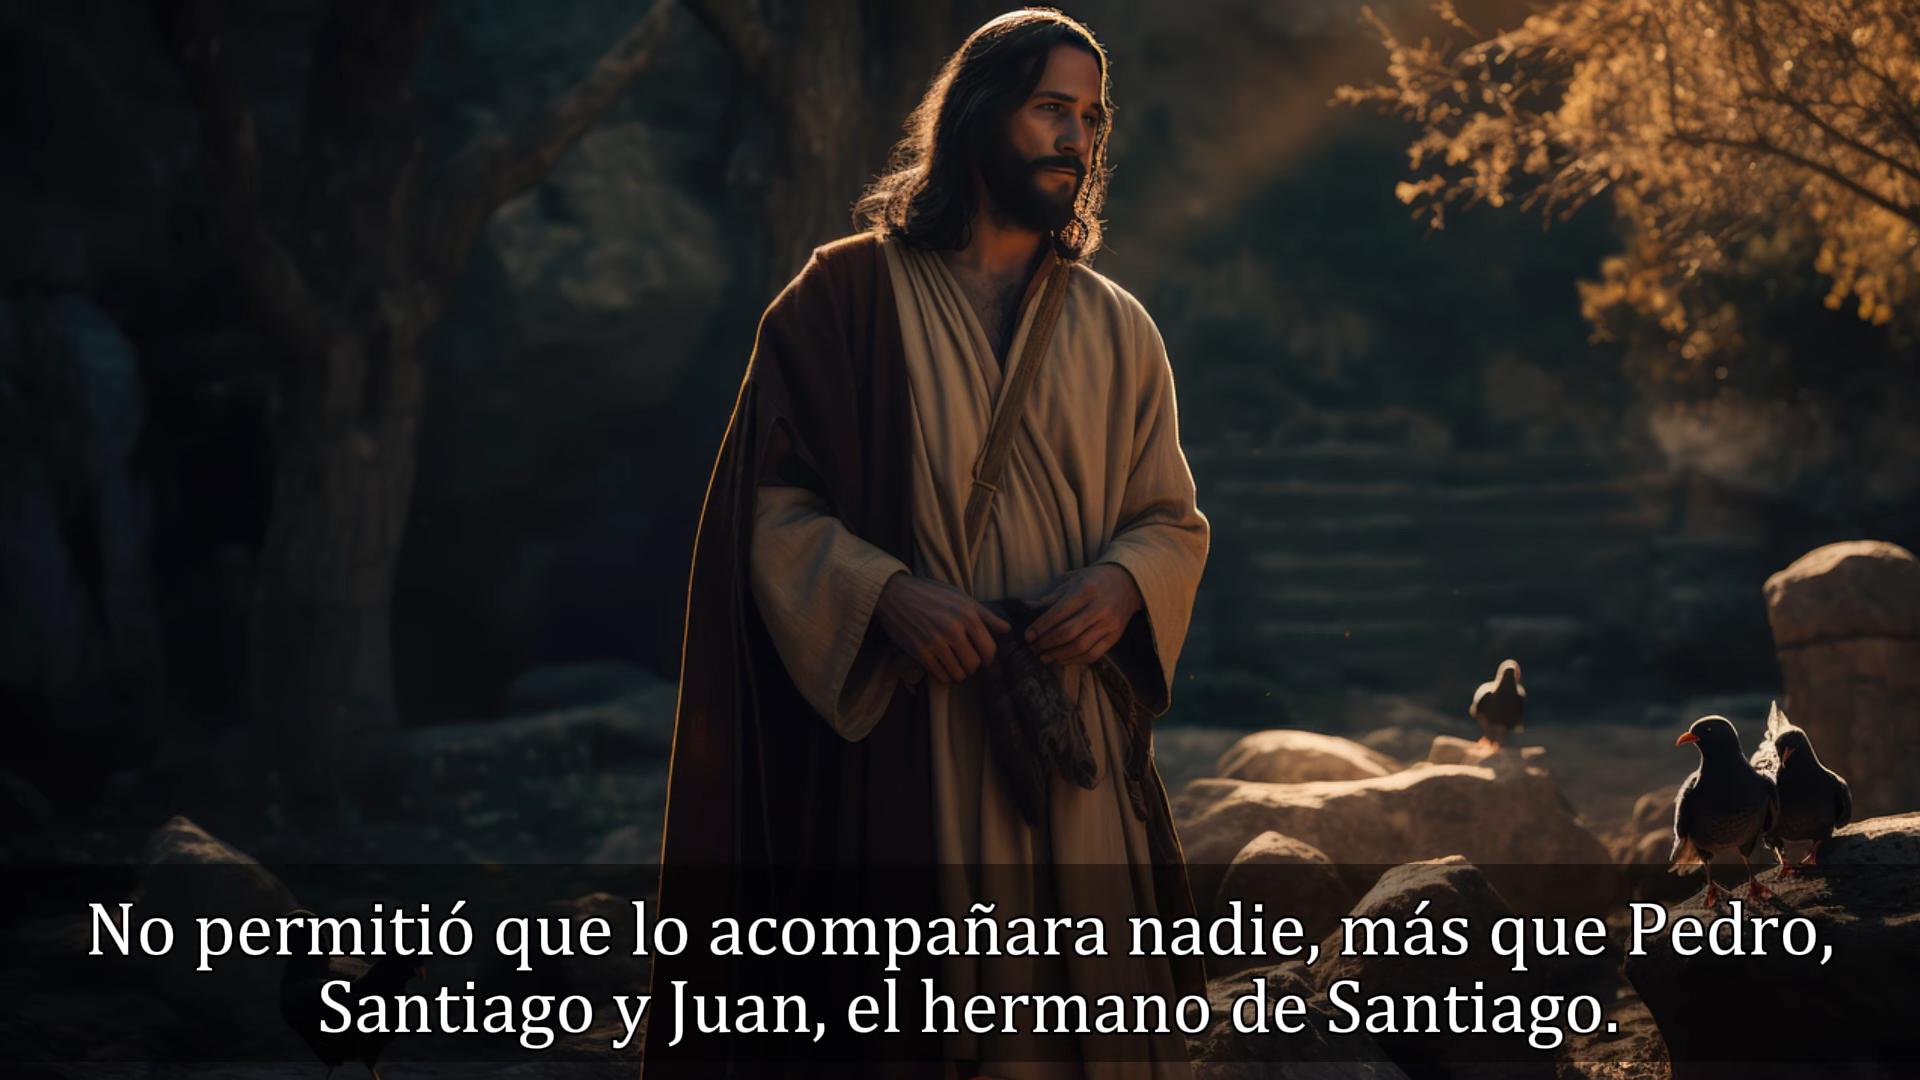 No permitió que lo acompañara nadie, más que Pedro,
Santiago y Juan, el hermano de Santiago.